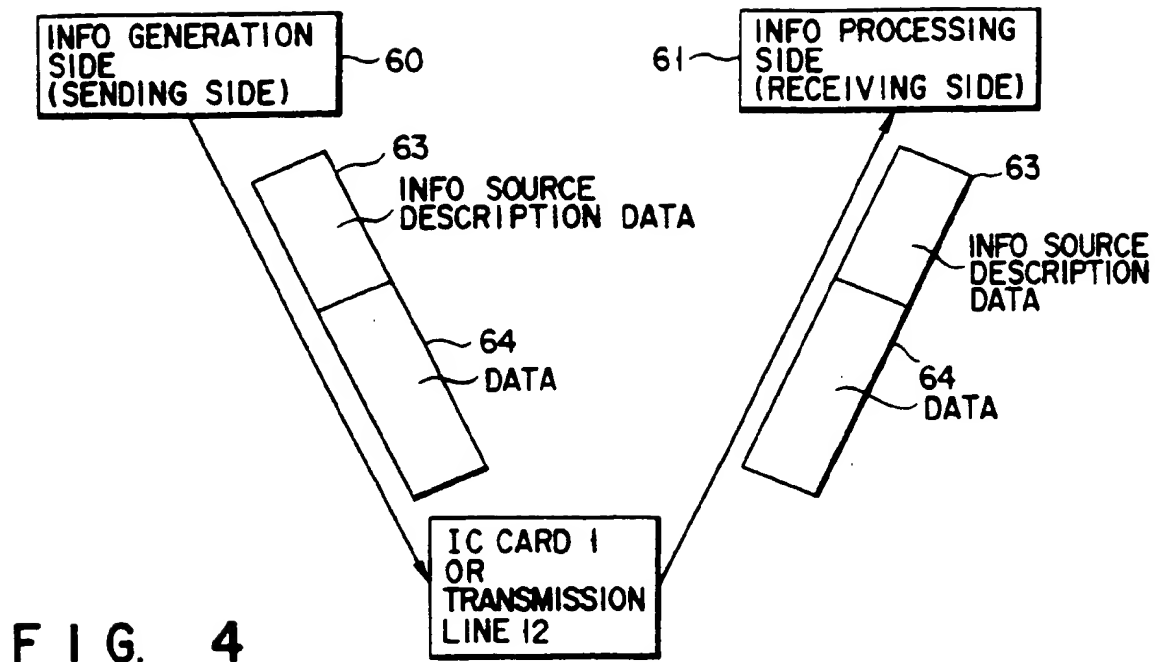 INFO GENERATION
SIDE
(SENDING SIDE)
60
61
INFO PROCESSING
SIDE
(RECEIVING SIDE)
63
INFO SOURCE
DESCRIPTION DATA
64
DATA
63
INFO SOURCE
DESCRIPTION
DATA
64
DATA
IC CARD 1
OR
TRANSMISSION
LINE 12
FIG. 4